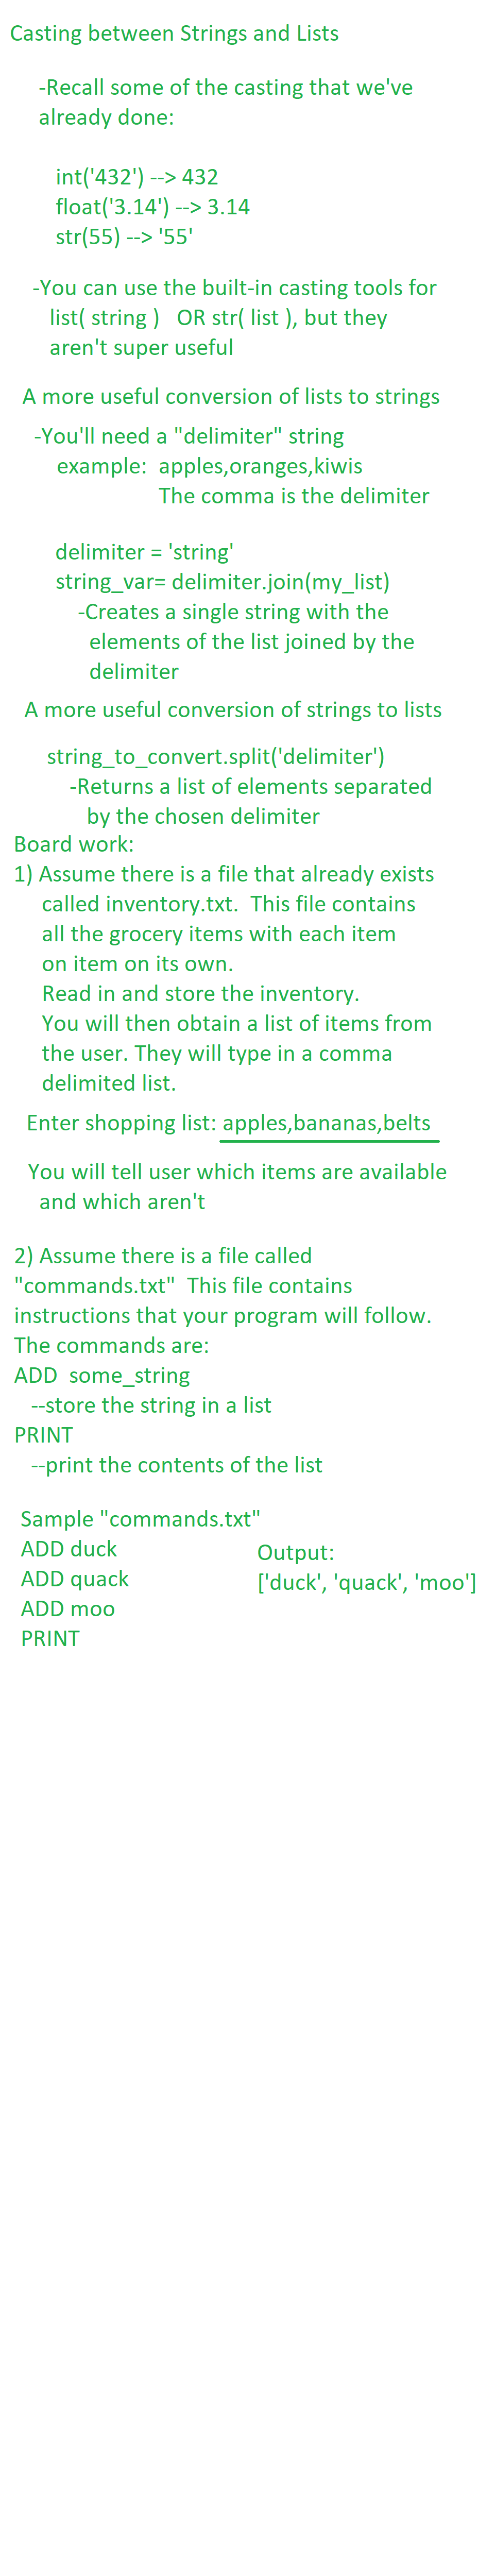 Casting between Strings and Lists
-Recall some of the casting that we've
already done:
int('432') --> 432
float('3.14') --> 3.14
str(55) --> '55'
-You can use the built-in casting tools for
list( string )   OR str( list ), but they
aren't super useful
A more useful conversion of lists to strings
-You'll need a "delimiter" string
example:  apples,oranges,kiwis
The comma is the delimiter
delimiter = 'string'
string_var= delimiter.join(my_list)
-Creates a single string with the
elements of the list joined by the
delimiter
A more useful conversion of strings to lists
string_to_convert.split('delimiter')
-Returns a list of elements separated
by the chosen delimiter
Board work:
1) Assume there is a file that already exists
called inventory.txt.  This file contains
all the grocery items with each item
on item on its own.
Read in and store the inventory.
You will then obtain a list of items from
the user. They will type in a comma
delimited list.
Enter shopping list: apples,bananas,belts
You will tell user which items are available
and which aren't
2) Assume there is a file called
"commands.txt"  This file contains
instructions that your program will follow.
The commands are:
ADD  some_string
--store the string in a list
PRINT
--print the contents of the list
Sample "commands.txt"
ADD duck
ADD quack
ADD moo
PRINT
Output:
['duck', 'quack', 'moo']